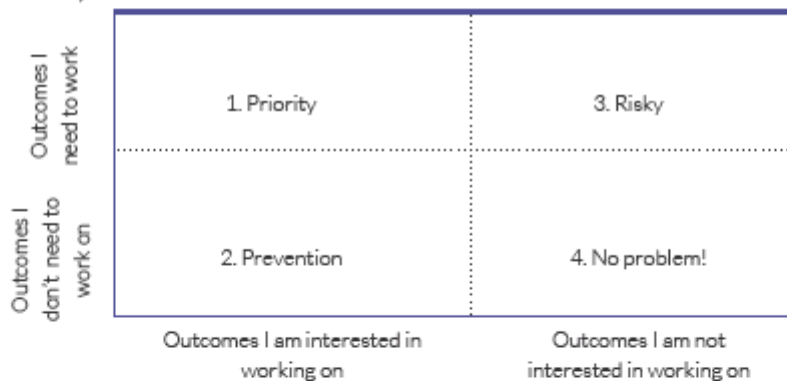 Outcomes I
need to work
1. Priority
3. Risky
Outcomes I
don't need to
work on
2. Prevention
4. No problem!
Outcomes I am interested in
working on
Outcomes I am not
interested in working on